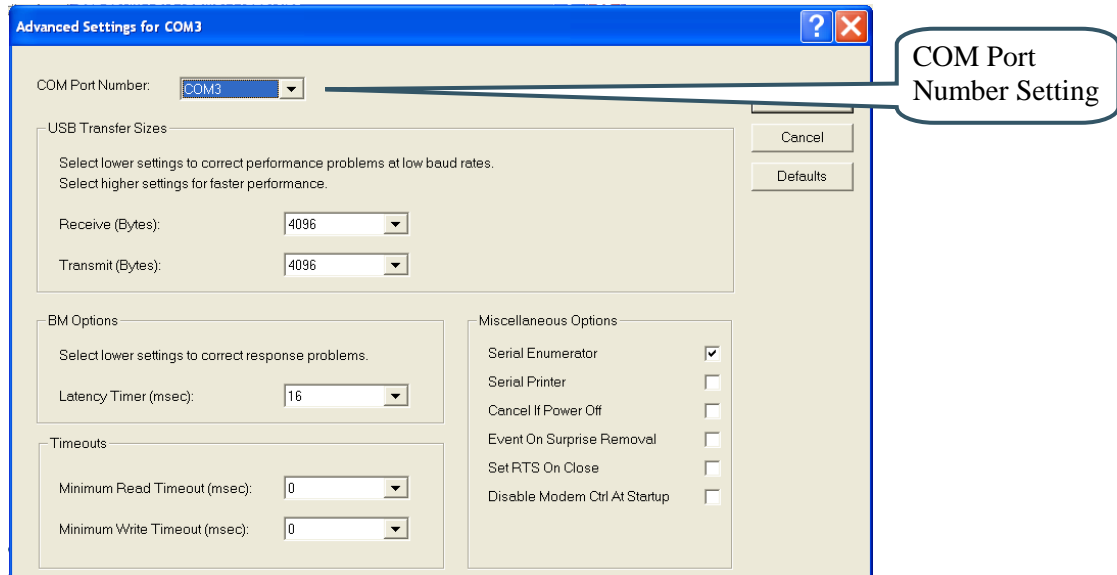 Advanced Settings for COM3
COM Port
Number Setting
COM Port Number:
COM3
Cancel
Defaults
USB Transfer Sizes
Select lower settings to correct performance problems at low baud rates.
Select higher settings for faster performance.
Receive (Bytes):
4096
Transmit (Bytes):
4096
BM Options
Select lower settings to correct response problems.
Latency Timer (msec):
16
Timeouts
Minimum Read Timeout (msec):
0
Minimum Write Timeout (msec):
0
Miscellaneous Options
Serial Enumerator
Serial Printer
Cancel If Power Off
Event On Surprise Removal
Set RTS On Close
Disable Modem Ctrl At Startup